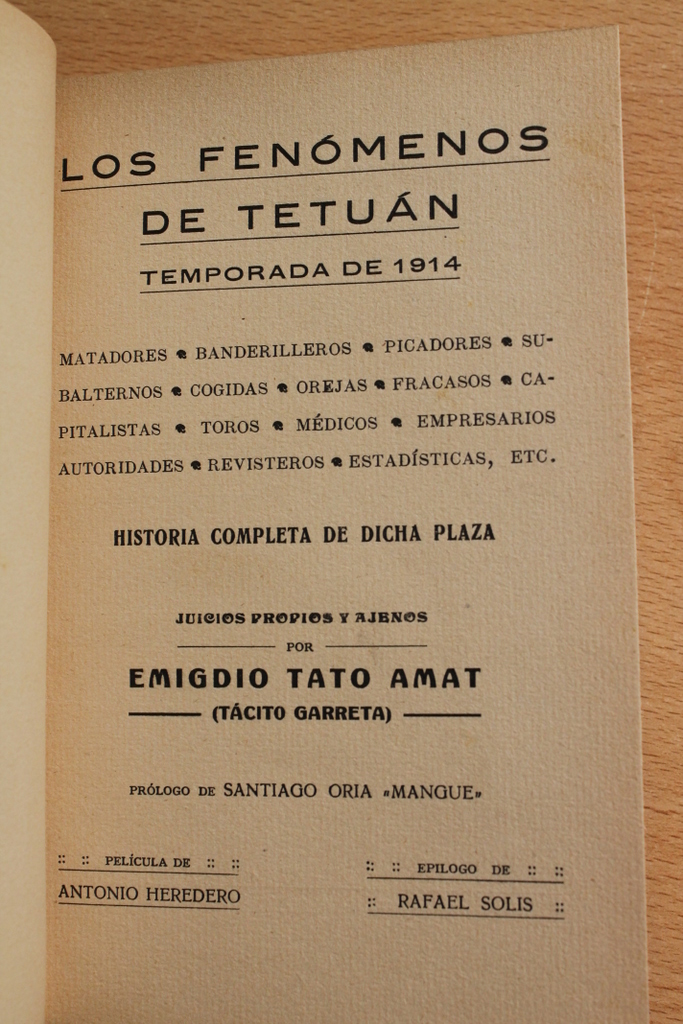 LOS FENÓMENOS
DE TETUÁN
TEMPORADA DE 1914
MATADORES • BANDERILLEROS • PICADORES • SU-
BALTERNOS • COGIDAS • OREJAS • FRACASOS • CA-
PITALISTAS • TOROS • MÉDICOS • EMPRESARIOS
AUTORIDADES • REVISTEROS • ESTADÍSTICAS, ETC.
HISTORIA COMPLETA DE DICHA PLAZA
JUICIOS PROPIOS Y AJENOS
POR
EMIGDIO TATO AMAT
(TÁCITO GARRETA)
PRÓLOGO DE SANTIAGO ORIA «MANGUE»
:: :: PELÍCULA DE :: ::
ANTONIO HEREDERO
:: :: EPILOGO DE :: ::
:: RAFAEL SOLIS ::